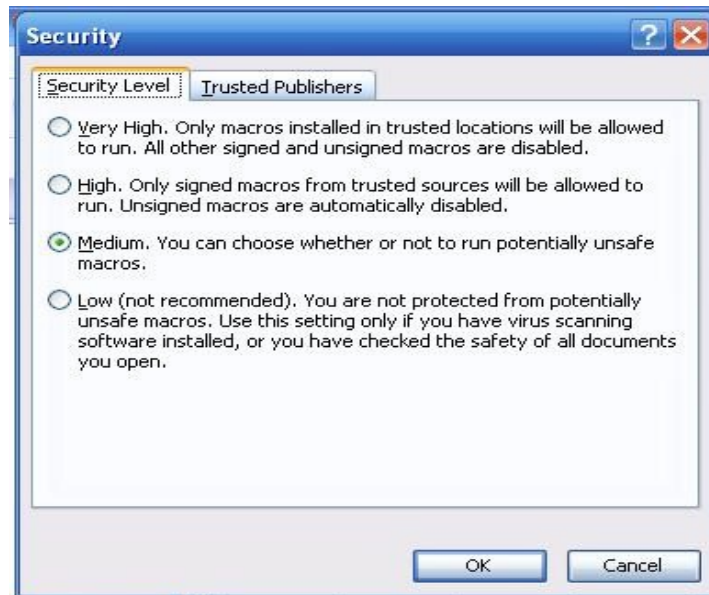 Security
Security Level
Trusted Publishers
Very High. Only macros installed in trusted locations will be allowed
to run. All other signed and unsigned macros are disabled.
High. Only signed macros from trusted sources will be allowed to
run. Unsigned macros are automatically disabled.
Medium. You can choose whether or not to run potentially unsafe
macros.
Low (not recommended). You are not protected from potentially
unsafe macros. Use this setting only if you have virus scanning
software installed, or you have checked the safety of all documents
you open.
OK
Cancel